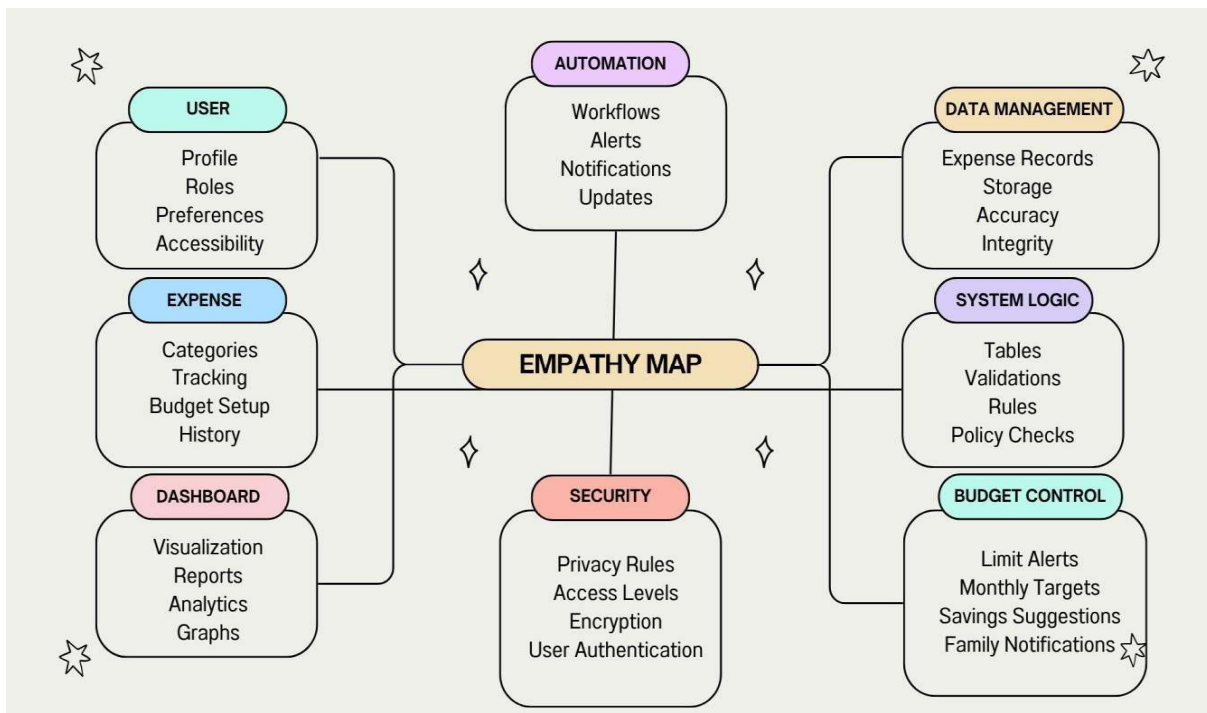 USER
Profile
Roles
Preferences
Accessibility
EXPENSE
Categories
Tracking
Budget Setup
History
DASHBOARD
Visualization
Reports
Analytics
Graphs
AUTOMATION
Workflows
Alerts
Notifications
Updates
EMPATHY MAP
SECURITY
Privacy Rules
Access Levels
Encryption
User Authentication
DATA MANAGEMENT
Expense Records
Storage
Accuracy
Integrity
SYSTEM LOGIC
Tables
Validations
Rules
Policy Checks
BUDGET CONTROL
Limit Alerts
Monthly Targets
Savings Suggestions
Family Notifications